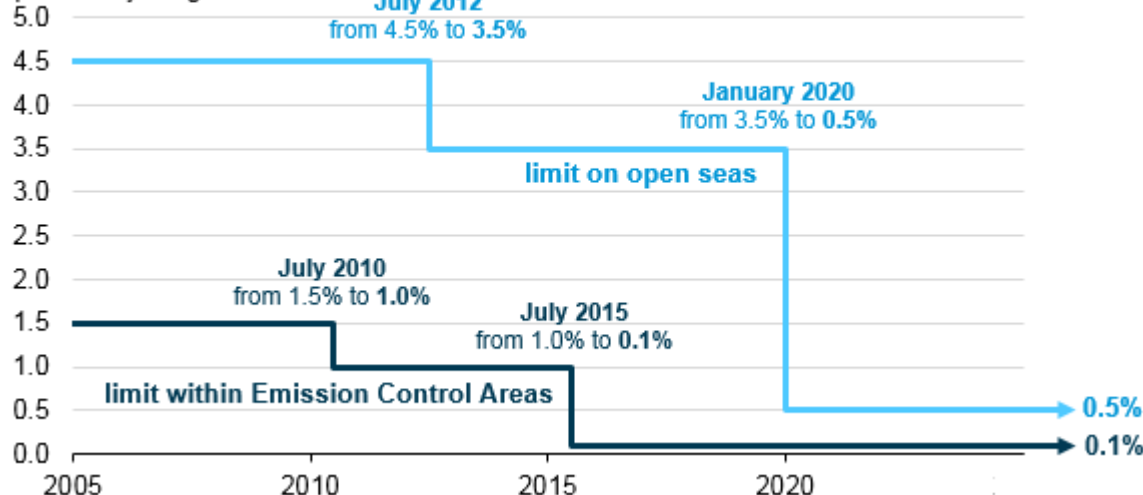 5.0
July 2012
from 4.5% to 3.5%
4.5
January 2020
4.0
from 3.5% to 0.5%
3.5
limit on open seas
3.0
2.5
2.0
July 2010
from 1.5% to 1.0%
July 2015
1.5
from 1.0% to 0.1%
1.0
limit within Emission Control Areas
0.5
0.5%
0.0
0.1%
2005 2010 2015 2020